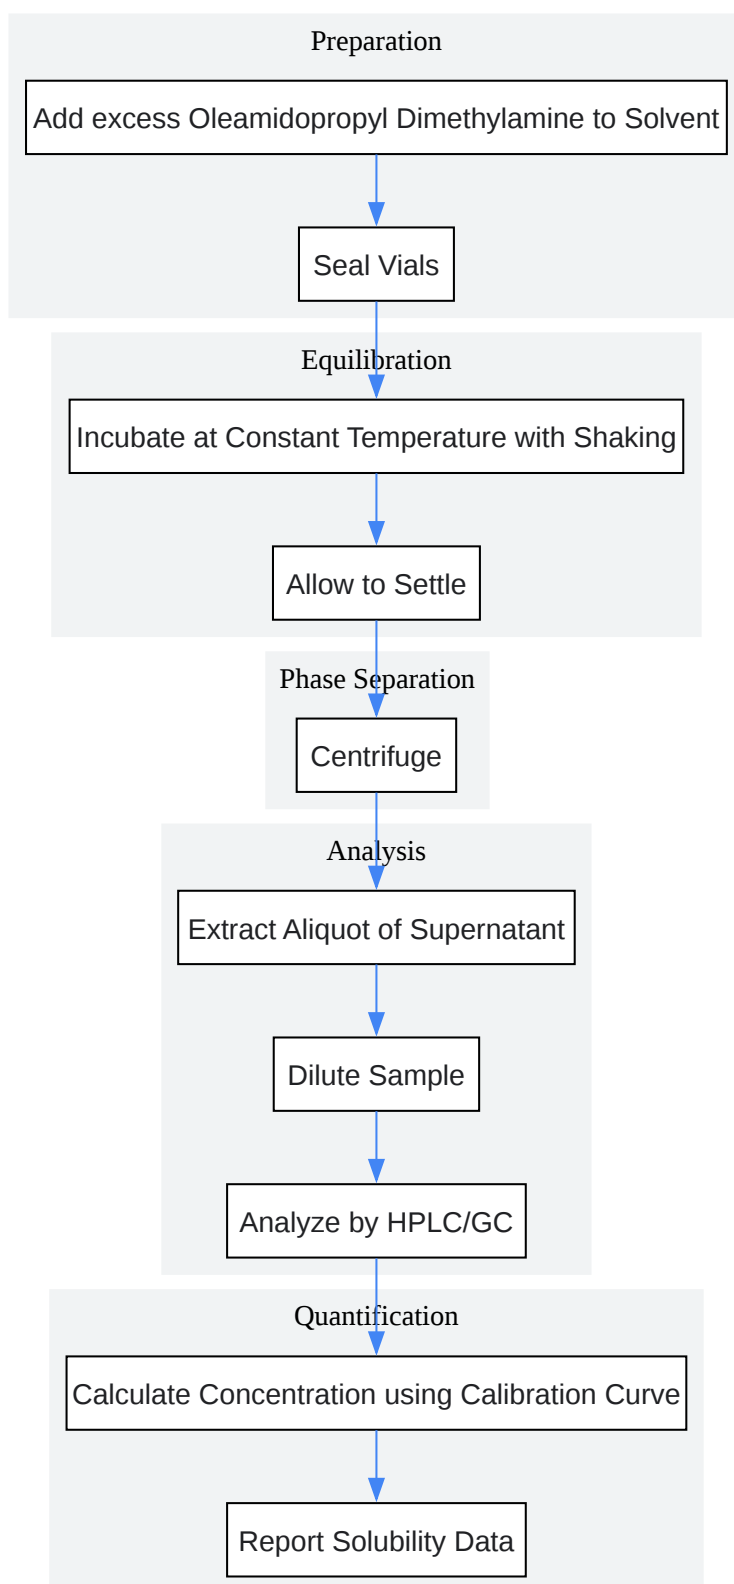 Preparation
Add excess Oleamidopropyl Dimethylamine to Solvent
Seal Vials
Equilibration
Incubate at Constant Temperature with Shaking
Allow to Settle
Phase Separation
Centrifuge
Analysis
Extract Aliquot of Supernatant
Dilute Sample
Analyze by HPLC/GC
Quantification
Calculate Concentration using Calibration Curve
Report Solubility Data